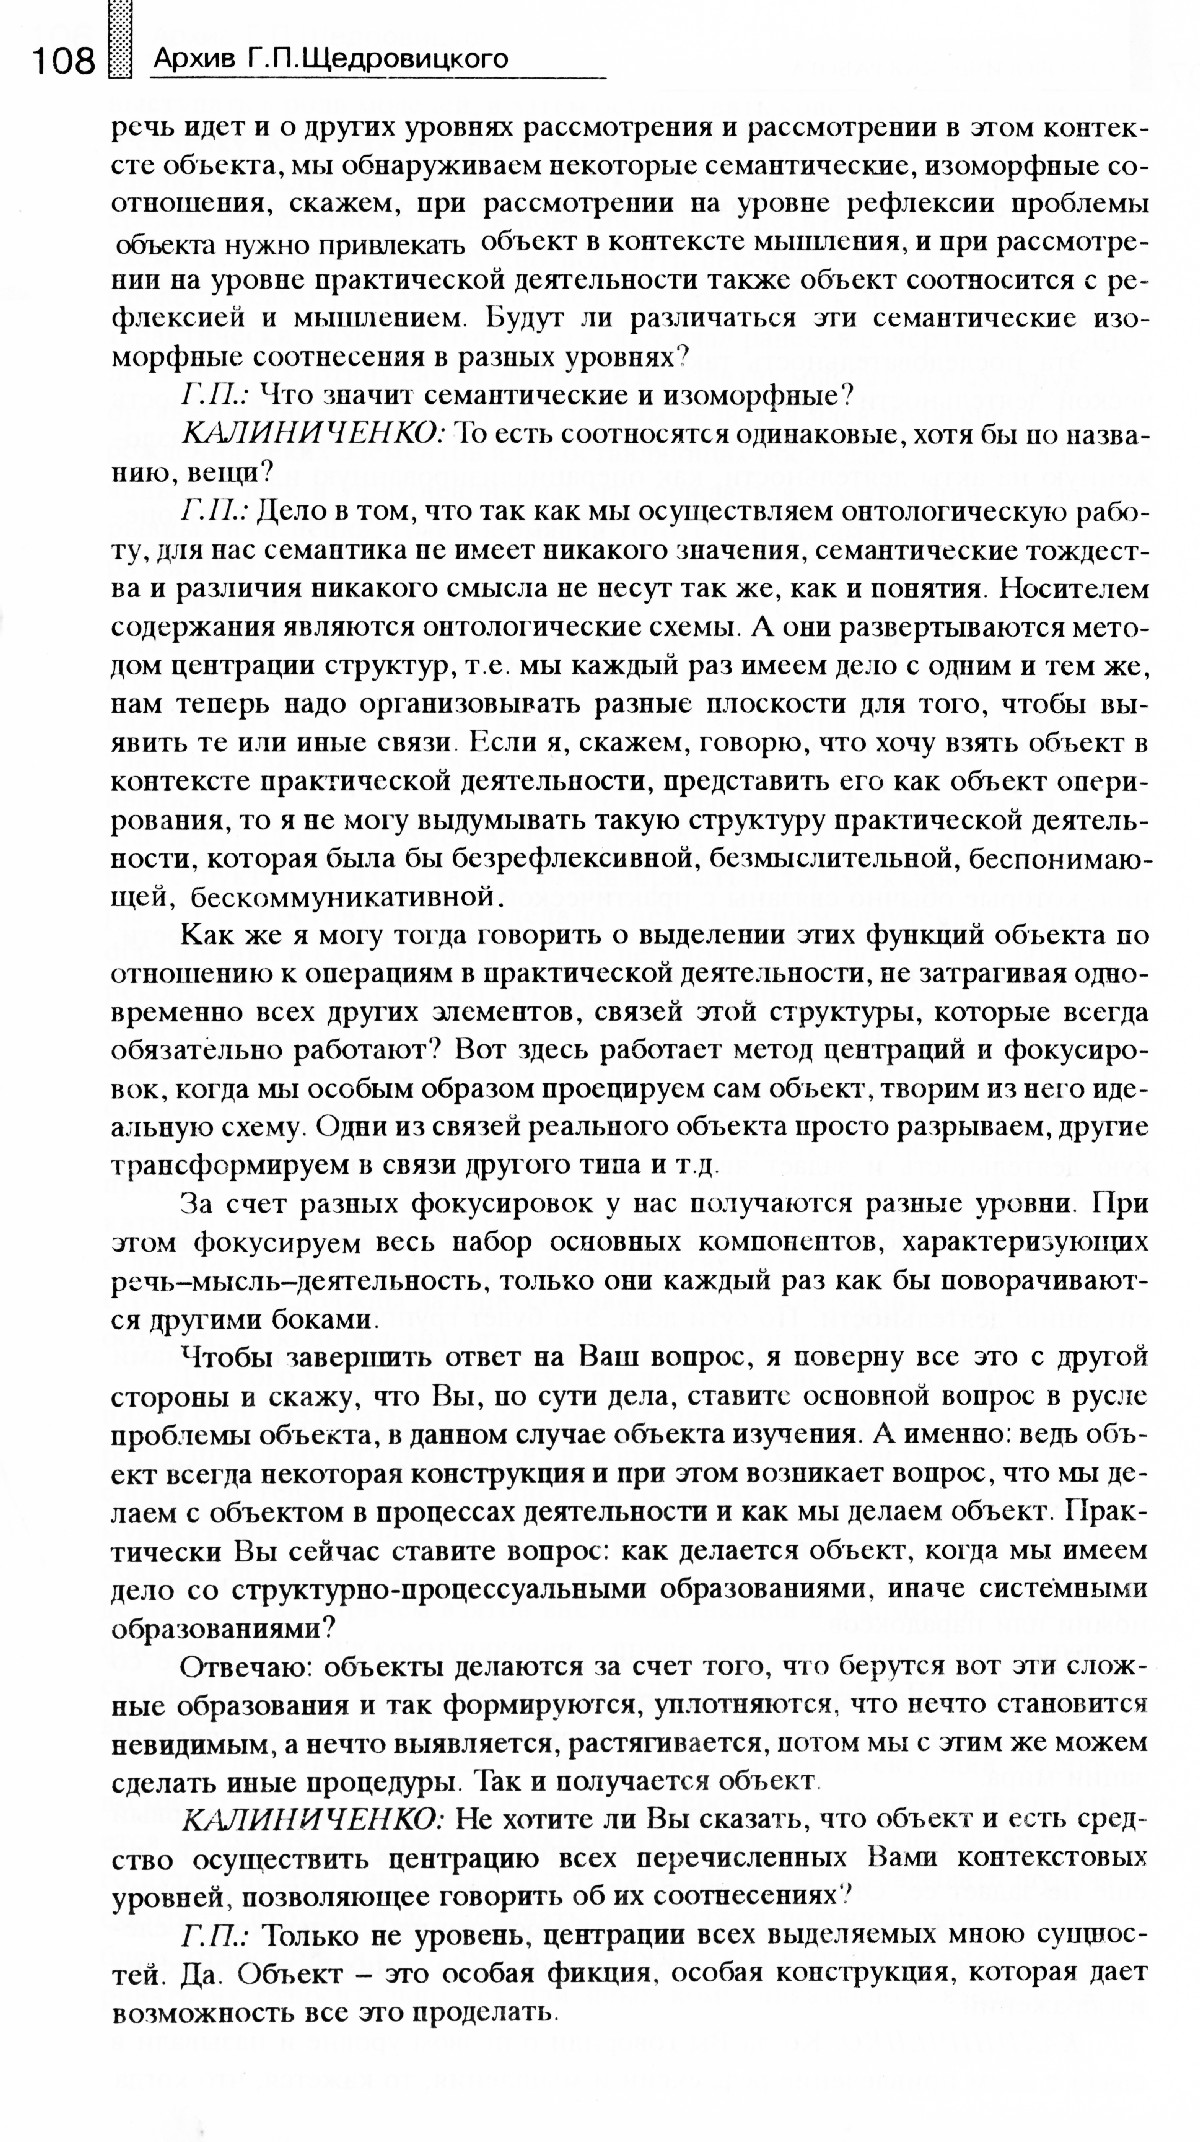 108 Архив Г.П.Щедровицкого
речь идет и о других уровнях рассмотрения и рассмотрении в этом контек-
сте объекта, мы обнаруживаем некоторые семантические, изоморфные со-
отношения, скажем, при рассмотрении на уровне рефлексии проблемы
объекта нужно привлекать объект в контексте мышления, и при рассмотре-
нии на уровне практической деятельности также объект соотносится с ре-
флексией и мышлением. Будут ли различаться эти семантические изо-
морфные соотнесения в разных уровнях?
Г.П.: Что значит семантические и изоморфные?
КАЛИНИЧЕНКО: То есть соотносятся одинаковые, хотя бы по назва-
нию, вещи?
Г.П.: Дело в том, что так как мы осуществляем онтологическую рабо-
ту, для нас семантика не имеет никакого значения, семантические тождест-
ва и различия никакого смысла не несут так же, как и понятия. Носителем
содержания являются онтологические схемы. А они развертываются мето-
дом центрации структур, т.е. мы каждый раз имеем дело с одним и тем же,
нам теперь надо организовывать разные плоскости для того, чтобы вы-
явить те или иные связи. Если я, скажем, говорю, что хочу взять объект в
контексте практической деятельности, представить его как объект опери-
рования, то я не могу выдумывать такую структуру практической деятель-
ности, которая была бы безрефлексивной, безмыслительной, беспонимаю-
щей, бескоммуникативной.
Как же я могу тогда говорить о выделении этих функций объекта по
отношению к операциям в практической деятельности, не затрагивая одно-
временно всех других элементов, связей этой структуры, которые всегда
обязательно работают? Вот здесь работает метод центраций и фокусиро-
вок, когда мы особым образом проецируем сам объект, творим из него иде-
альную схему. Одни из связей реального объекта просто разрываем, другие
трансформируем в связи другого типа и т.д.
За счет разных фокусировок у нас получаются разные уровни. При
этом фокусируем весь набор основных компонентов, характеризующих
речь–мысль–деятельность, только они каждый раз как бы поворачивают-
ся другими боками.
Чтобы завершить ответ на Ваш вопрос, я поверну все это с другой
стороны и скажу, что Вы, по сути дела, ставите основной вопрос в русле
проблемы объекта, в данном случае объекта изучения. А именно: ведь объ-
ект всегда некоторая конструкция и при этом возникает вопрос, что мы де-
лаем с объектом в процессах деятельности и как мы делаем объект. Прак-
тически Вы сейчас ставите вопрос: как делается объект, когда мы имеем
дело со структурно-процессуальными образованиями, иначе системными
образованиями?
Отвечаю: объекты делаются за счет того, что берутся вот эти слож-
ные образования и так формируются, уплотняются, что нечто становится
невидимым, а нечто выявляется, растягивается, потом мы с этим же можем
сделать иные процедуры. Так и получается объект.
КАЛИНИЧЕНКО: Не хотите ли Вы сказать, что объект и есть сред-
ство осуществить центрацию всех перечисленных Вами контекстовых
уровней, позволяющее говорить об их соотнесениях?
Г.П.: Только не уровень, центрации всех выделяемых мною сущнос-
тей. Да. Объект – это особая фикция, особая конструкция, которая дает
возможность все это проделать.